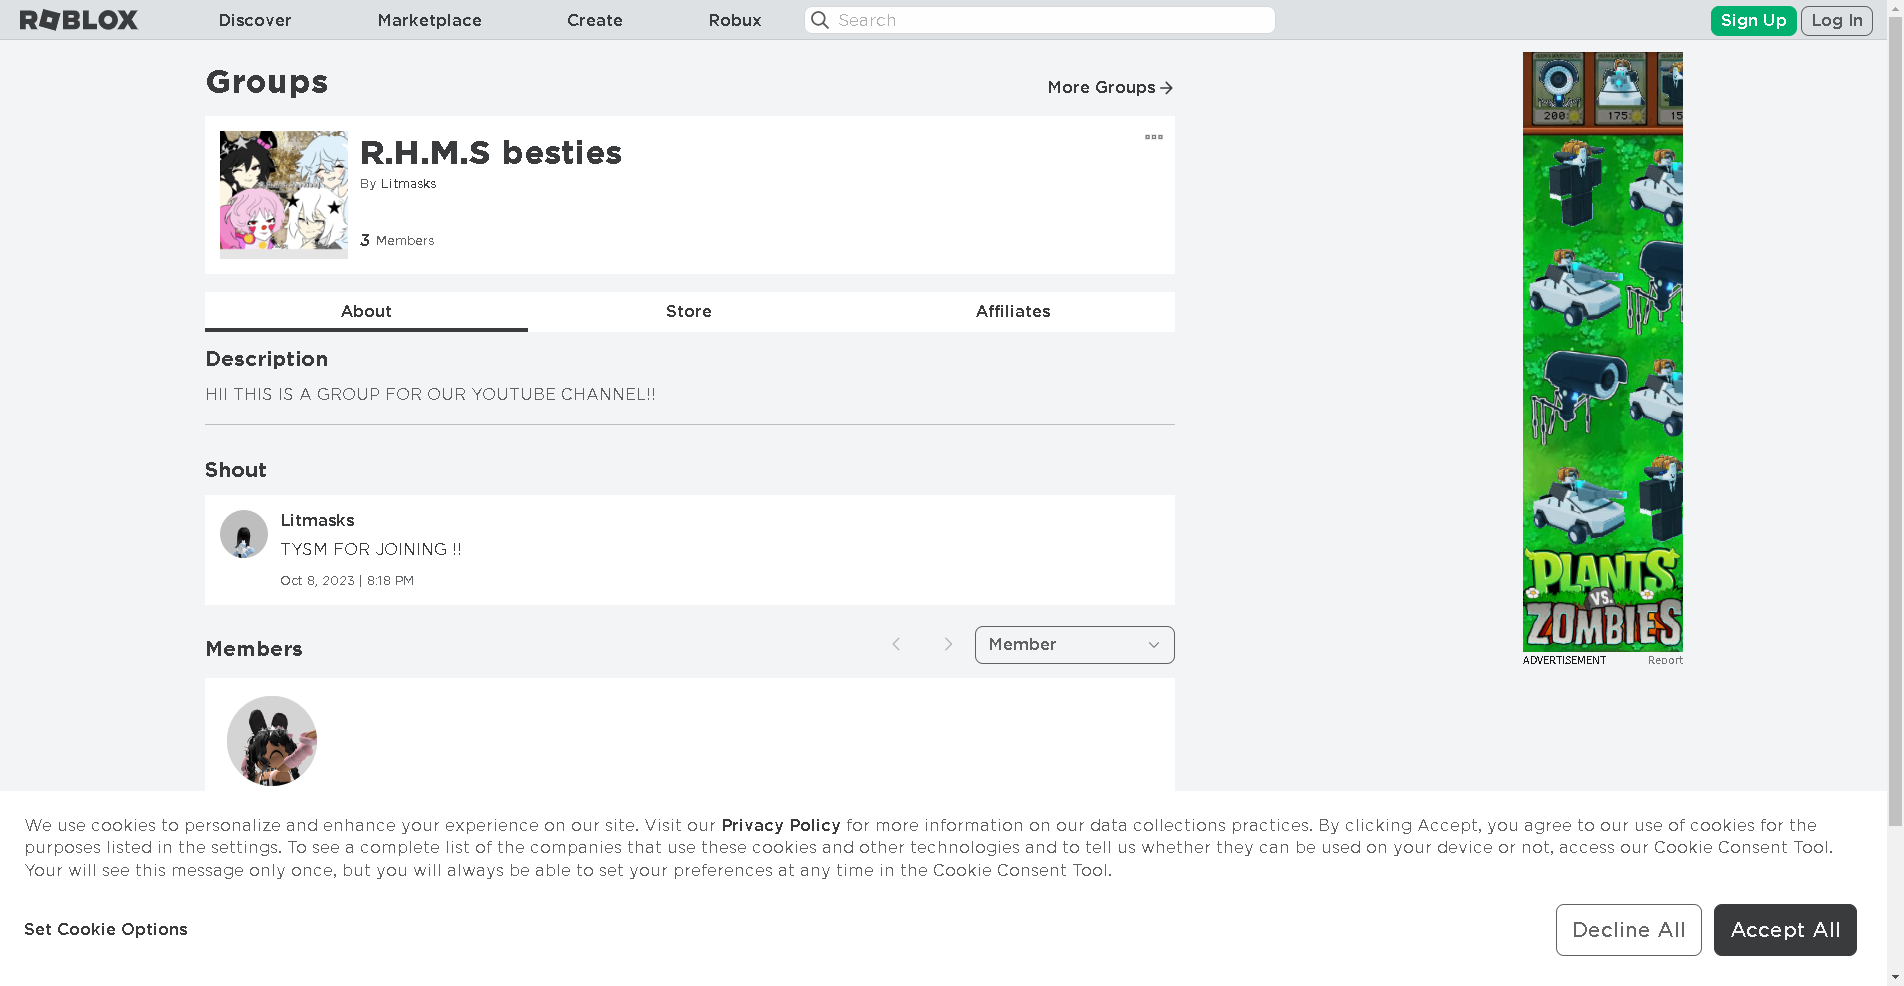 ROBLOX
Discover
Marketplace
Create
Robux
Search
Sign Up
Log In
Groups
More Groups
R.H.M.S besties
By Litmasks
3 Members
About
Store
Affiliates
Description
HII THIS IS A GROUP FOR OUR YOUTUBE CHANNEL!!
Shout
Litmasks
TYSM FOR JOINING !!
Oct 8, 2023 | 8:18 PM
Members
Member
200
175
15
PLANTS
VS.
ZOMBIES
ADVERTISEMENT
Report
We use cookies to personalize and enhance your experience on our site. Visit our Privacy Policy for more information on our data collections practices. By clicking Accept, you agree to our use of cookies for the
purposes listed in the settings. To see a complete list of the companies that use these cookies and other technologies and to tell us whether they can be used on your device or not, access our Cookie Consent Tool.
Your will see this message only once, but you will always be able to set your preferences at any time in the Cookie Consent Tool.
Set Cookie Options
Decline All
Accept All